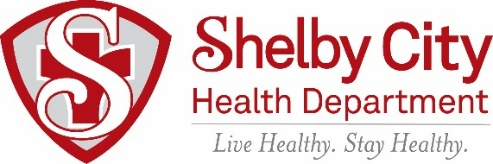 S
Shelby City
Health Department
Live Healthy. Stay Healthy.